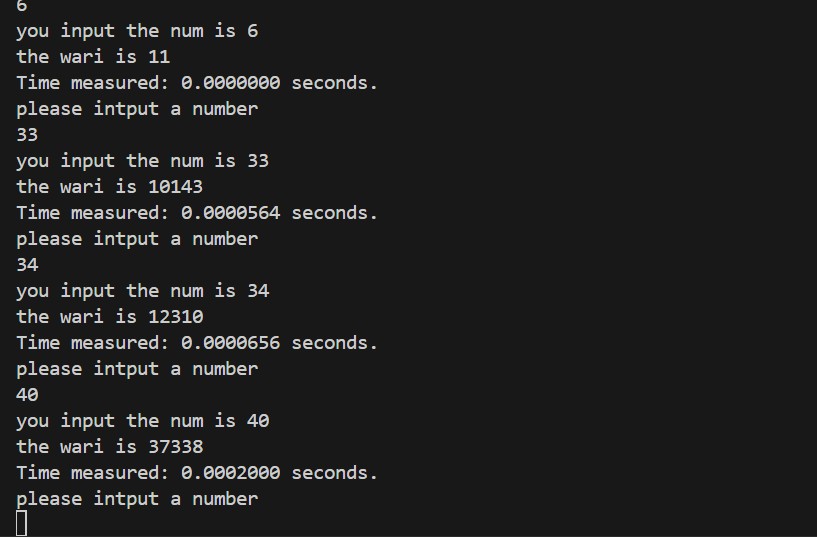 6
you input the num is 6
the wari is 11
Time measured: 0.0000000 seconds.
please intput a number
33
you input the num is 33
the wari is 10143
Time measured: 0.0000564 seconds.
please intput a number
34
you input the num is 34
the wari is 12310
Time measured: 0.0000656 seconds.
please intput a number
40
you input the num is 40
the wari is 37338
Time measured: 0.0002000 seconds.
please intput a number